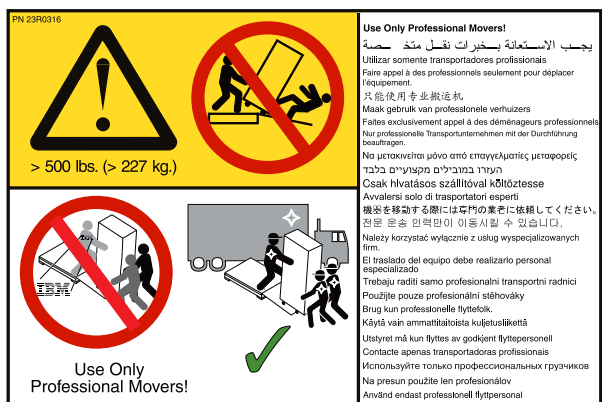 PN 23R0316
> 500 lbs. (> 227 kg.)
IBM
Use Only
Professional Movers!
Use Only Professional Movers!
يجـب الاسـتعانة بـخبرات نقـل متخـصصة
Utilizar somente transportadores profissionais
Faire appel à des professionnels seulement pour déplacer
l'équipement.
只能使用专业搬运机
Maak gebruik van professlonele verhuizers
Faites exclusivement appel à des déménageurs professionnels
Nur professionelle Transportunternehmen mit der Durchführung
beauftragen.
Να μετακινείται μόνο από επαγγελματίες μεταφορείς
העזרו במובילים מקצועיים בלבד
Csak hlvatásos szállítóval költöztesse
Avvalersi solo di trasportatori esperti
機器を移動する際には専門の業者に依頼してください。
전문 운송 인력만이 이동시킬 수 있습니다.
Należy korzystać wyłącznie z usług wyspecjalizowanych
firm.
El traslado del equipo debe realizarlo personal
especializado
Trebaju raditi samo profesionalni transportni radnici
Použijte pouze profesionální stěhováky
Brug kun professionelle flyttefolk.
Käytä vain ammattitaitoista kuljetusliikettä
Utstyret må kun flyttes av godkjent flyttepersonell
Contacte apenas transportadoras profissionais
Используйте только профессиональных грузчиков
Na presun použite len profesionálov
Använd endast professionell flyttpersonal